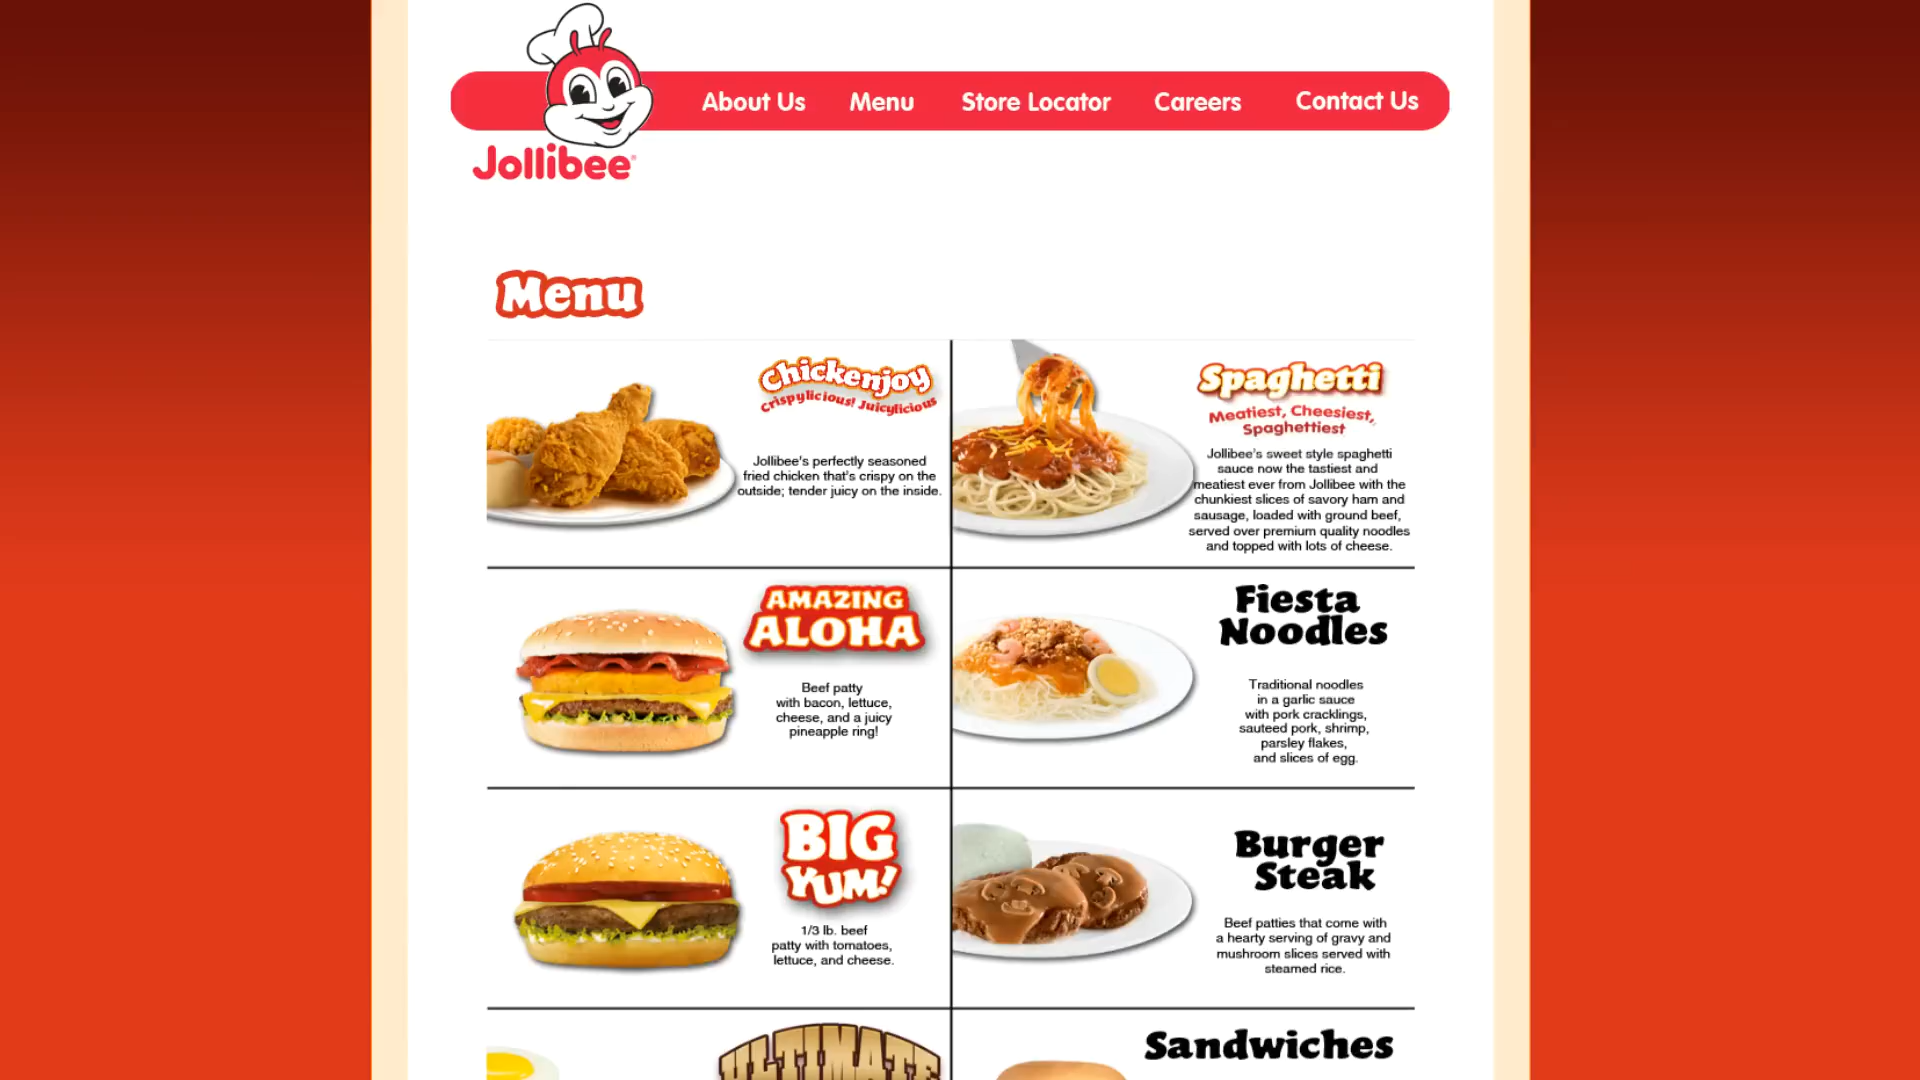 About Us
Menu
Store Locator
Careers
Contact Us
Jollibee
Menu
Chickenjoy
Crispylicious! Juicylicious
Jollibee's perfectly seasoned
fried chicken that's crispy on the
outside; tender juicy on the inside.
Spaghetti
Meatiest, Cheesiest,
Spaghettiest
Jollibee's sweet style spaghetti
sauce now the tastiest and
meatiest ever from Jollibee with the
chunkiest slices of savory ham and
sausage, loaded with ground beef,
served over premium quality noodles
and topped with lots of cheese.
AMAZING
ALOHA
Beef patty
with bacon, lettuce,
cheese, and a juicy
pineapple ring!
Fiesta
Noodles
Traditional noodles
in a garlic sauce
with pork cracklings,
sauteed pork, shrimp,
parsley flakes,
and slices of egg.
BIG
YUM!
1/3 lb. beef
patty with tomatoes,
lettuce, and cheese.
Burger
Steak
Beef patties that come with
a hearty serving of gravy and
mushroom slices served with
steamed rice.
ULTIMATE
Sandwiches